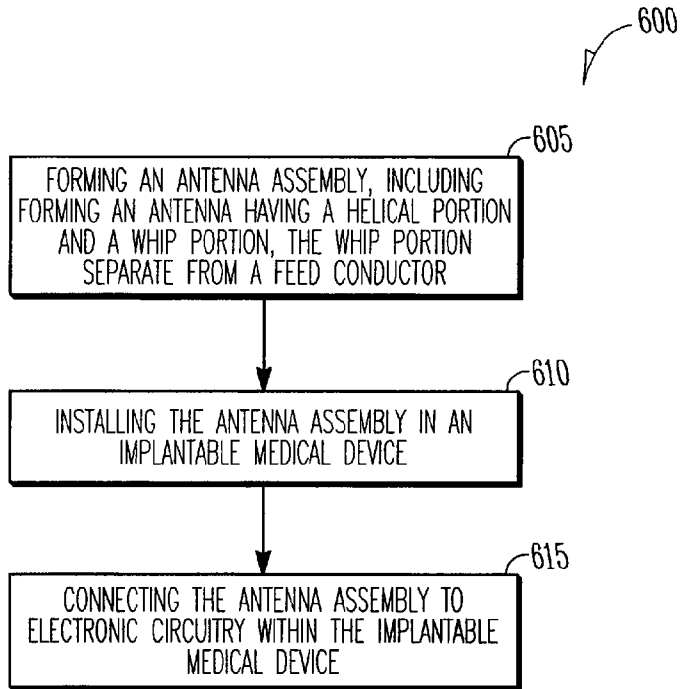 600
605
FORMING AN ANTENNA ASSEMBLY, INCLUDING
FORMING AN ANTENNA HAVING A HELICAL PORTION
AND A WHIP PORTION, THE WHIP PORTION
SEPARATE FROM A FEED CONDUCTOR
610
INSTALLING THE ANTENNA ASSEMBLY IN AN
IMPLANTABLE MEDICAL DEVICE
615
CONNECTING THE ANTENNA ASSEMBLY TO
ELECTRONIC CIRCUITRY WITHIN THE IMPLANTABLE
MEDICAL DEVICE